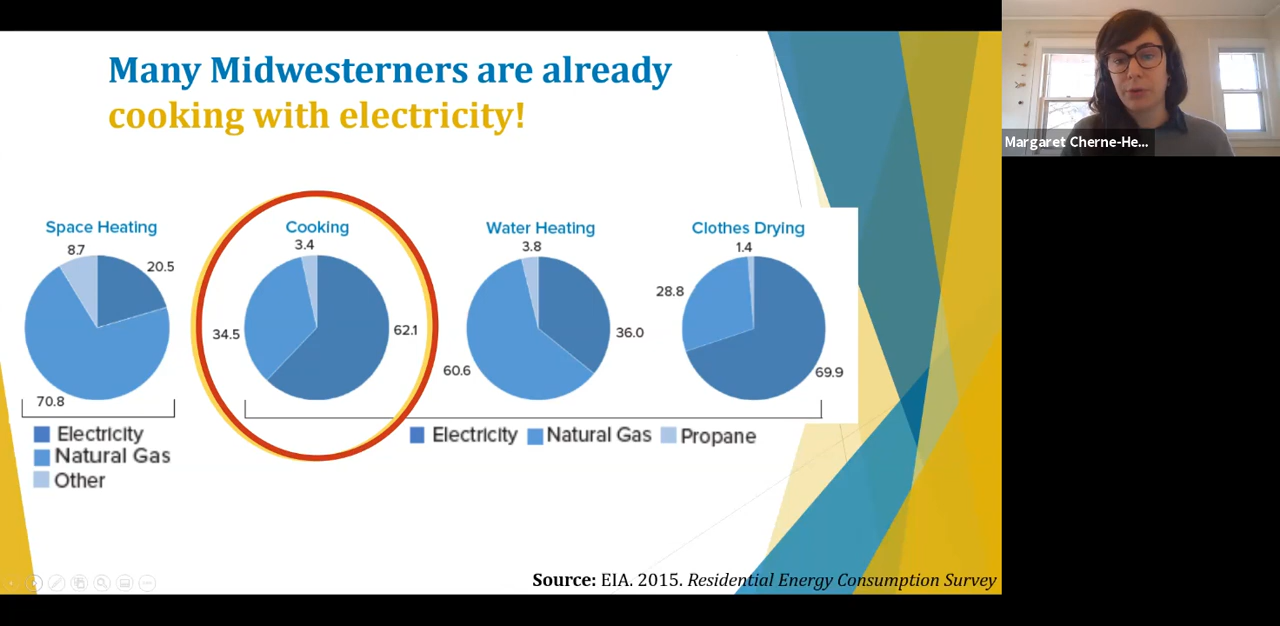 Many Midwesterners are already
cooking with electricity!
Margaret Cherne-He...
Space Heating
8.7
20.5
70.8
Electricity
Natural Gas
Other
Cooking
3.4
34.5
62.1
Water Heating
3.8
36.0
60.6
Clothes Drying
1.4
28.8
69.9
Electricity Natural Gas Propane
Source: EIA. 2015. Residential Energy Consumption Survey